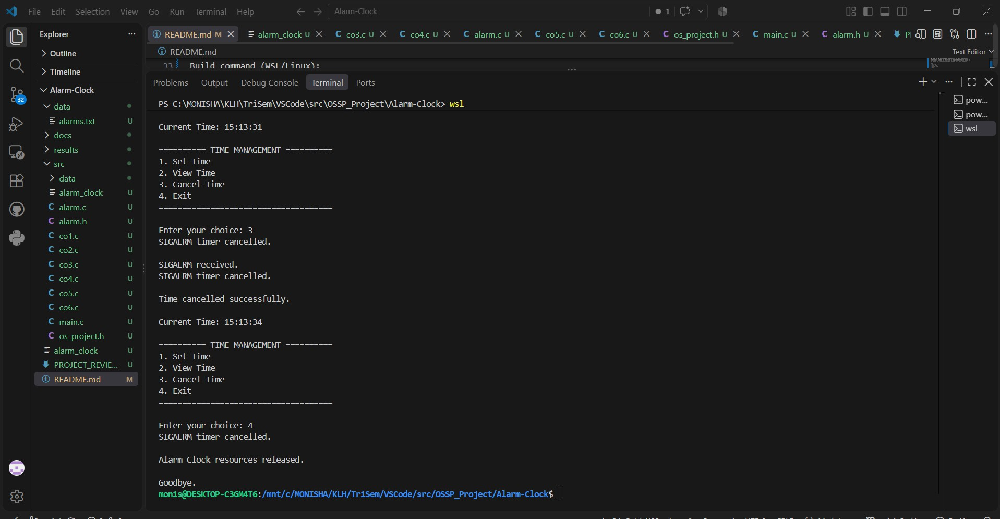 File Edit Selection View Go Run Terminal Help
Alarm-Clock
1
Explorer
Outline
Timeline
Alarm-Clock
data
alarms.txt U
docs
results
src
data
alarm_clock U
alarm.c U
alarm.h U
co1.c U
co2.c U
co3.c U
co4.c U
co5.c U
co6.c U
main.c U
os_project.h U
alarm_clock U
PROJECT_REVIE... U
README.md M
32
README.md M alarm_clock U co3.c U co4.c U alarm.c U co5.c U co6.c U os_project.h U main.c U alarm.h U
README.md
Text Editor
33 Build command (WSL/Linux):
Problems Output Debug Console Terminal Ports
PS C:\MONISHA\KLH\TriSem\VSCode\src\OSSP_Project\Alarm-Clock> wsl
Current Time: 15:13:31
========== TIME MANAGEMENT ==========
1. Set Time
2. View Time
3. Cancel Time
4. Exit
=====================================
Enter your choice: 3
SIGALRM timer cancelled.
SIGALRM received.
SIGALRM timer cancelled.
Time cancelled successfully.
Current Time: 15:13:34
========== TIME MANAGEMENT ==========
1. Set Time
2. View Time
3. Cancel Time
4. Exit
=====================================
Enter your choice: 4
SIGALRM timer cancelled.
Alarm Clock resources released.
Goodbye.
monis@DESKTOP-C3GM4T6:/mnt/c/MONISHA/KLH/TriSem/VSCode/src/OSSP_Project/Alarm-Clock$
pow...
pow...
wsl